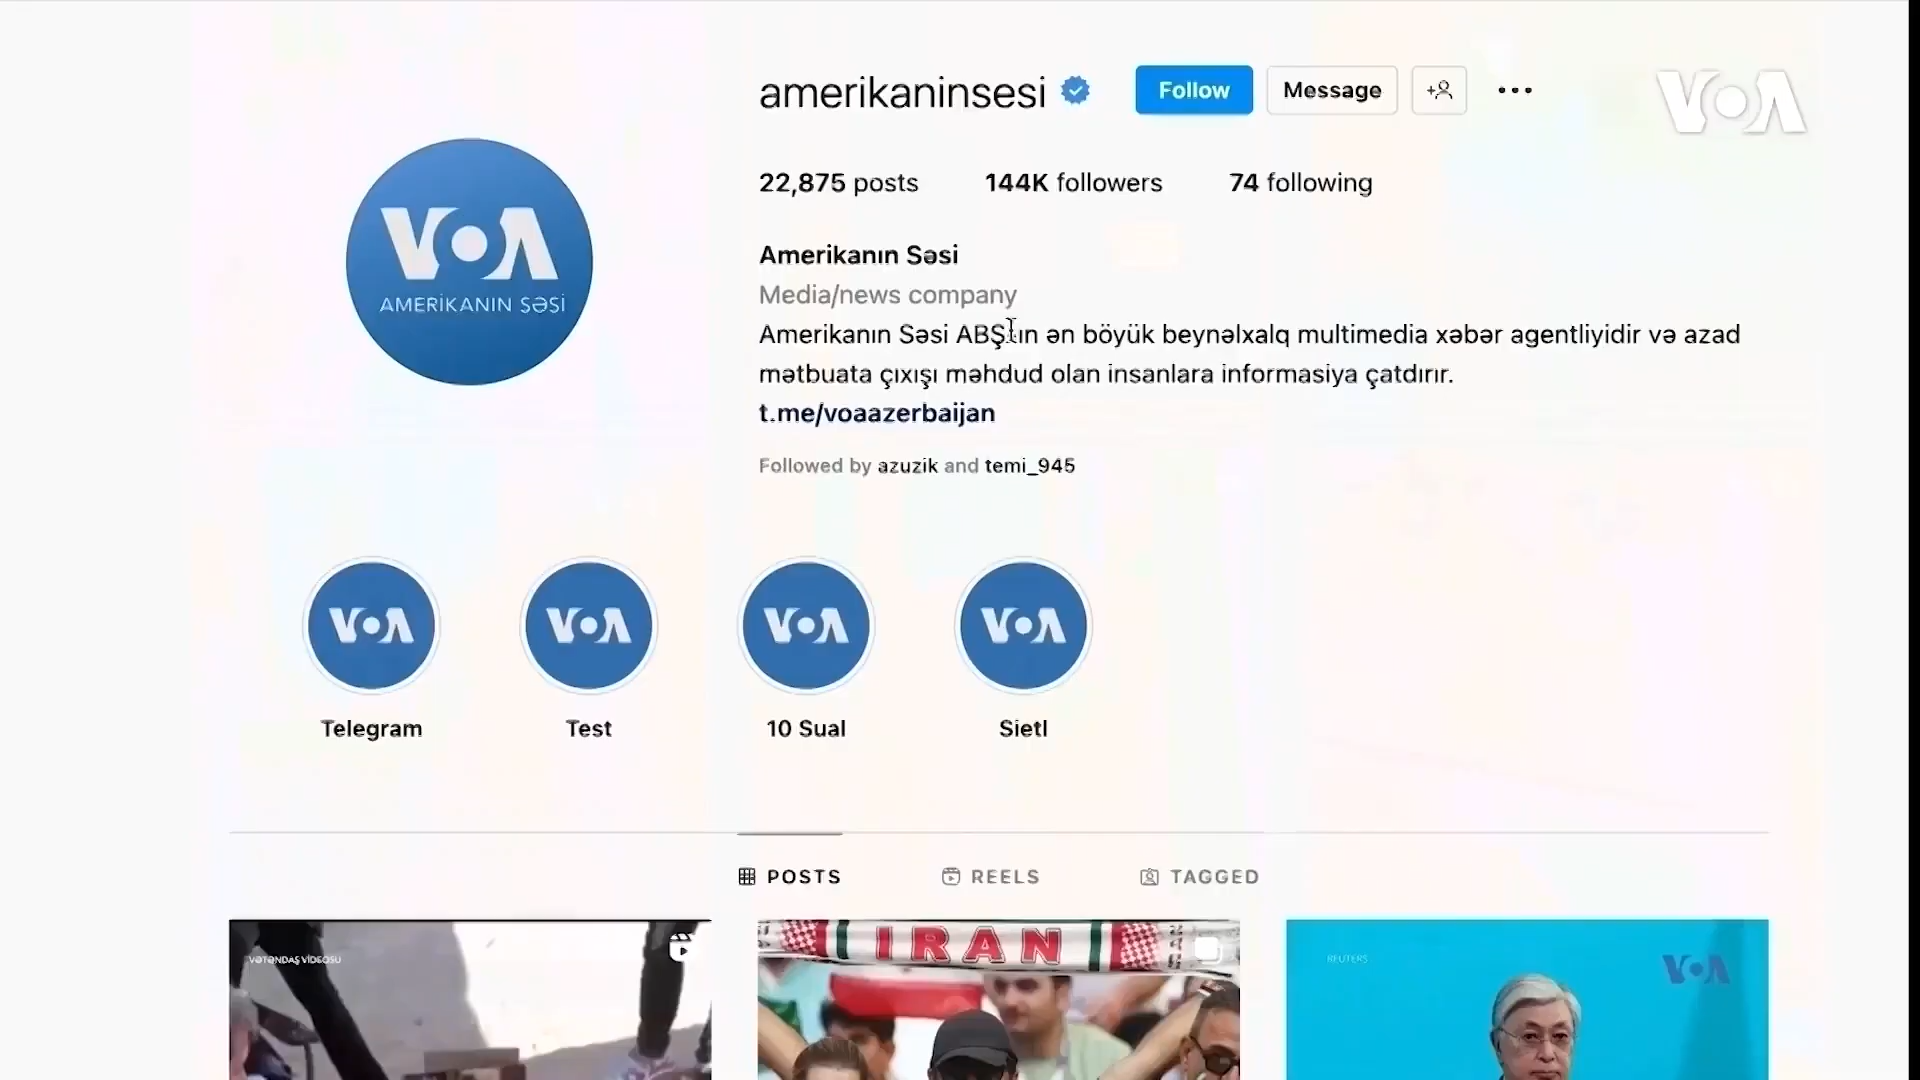 amerikaninsesi
Follow
Message
VOA
22,875 posts
144K followers
74 following
VOA
AMERİKANIN SƏSİ
Amerikanın Səsi
Media/news company
Amerikanın Səsi ABŞ-ın ən böyük beynəlxalq multimedia xəbər agentliyidir və azad
mətbuata çıxışı məhdud olan insanlara informasiya çatdırır.
t.me/voaazerbaijan
Followed by azuzik and temi_945
VOA
VOA
VOA
VOA
Telegram
Test
10 Sual
Sietl
POSTS
REELS
TAGGED
VƏTƏNDAŞ VİDEOSU
IRAN
REUTERS
VOA